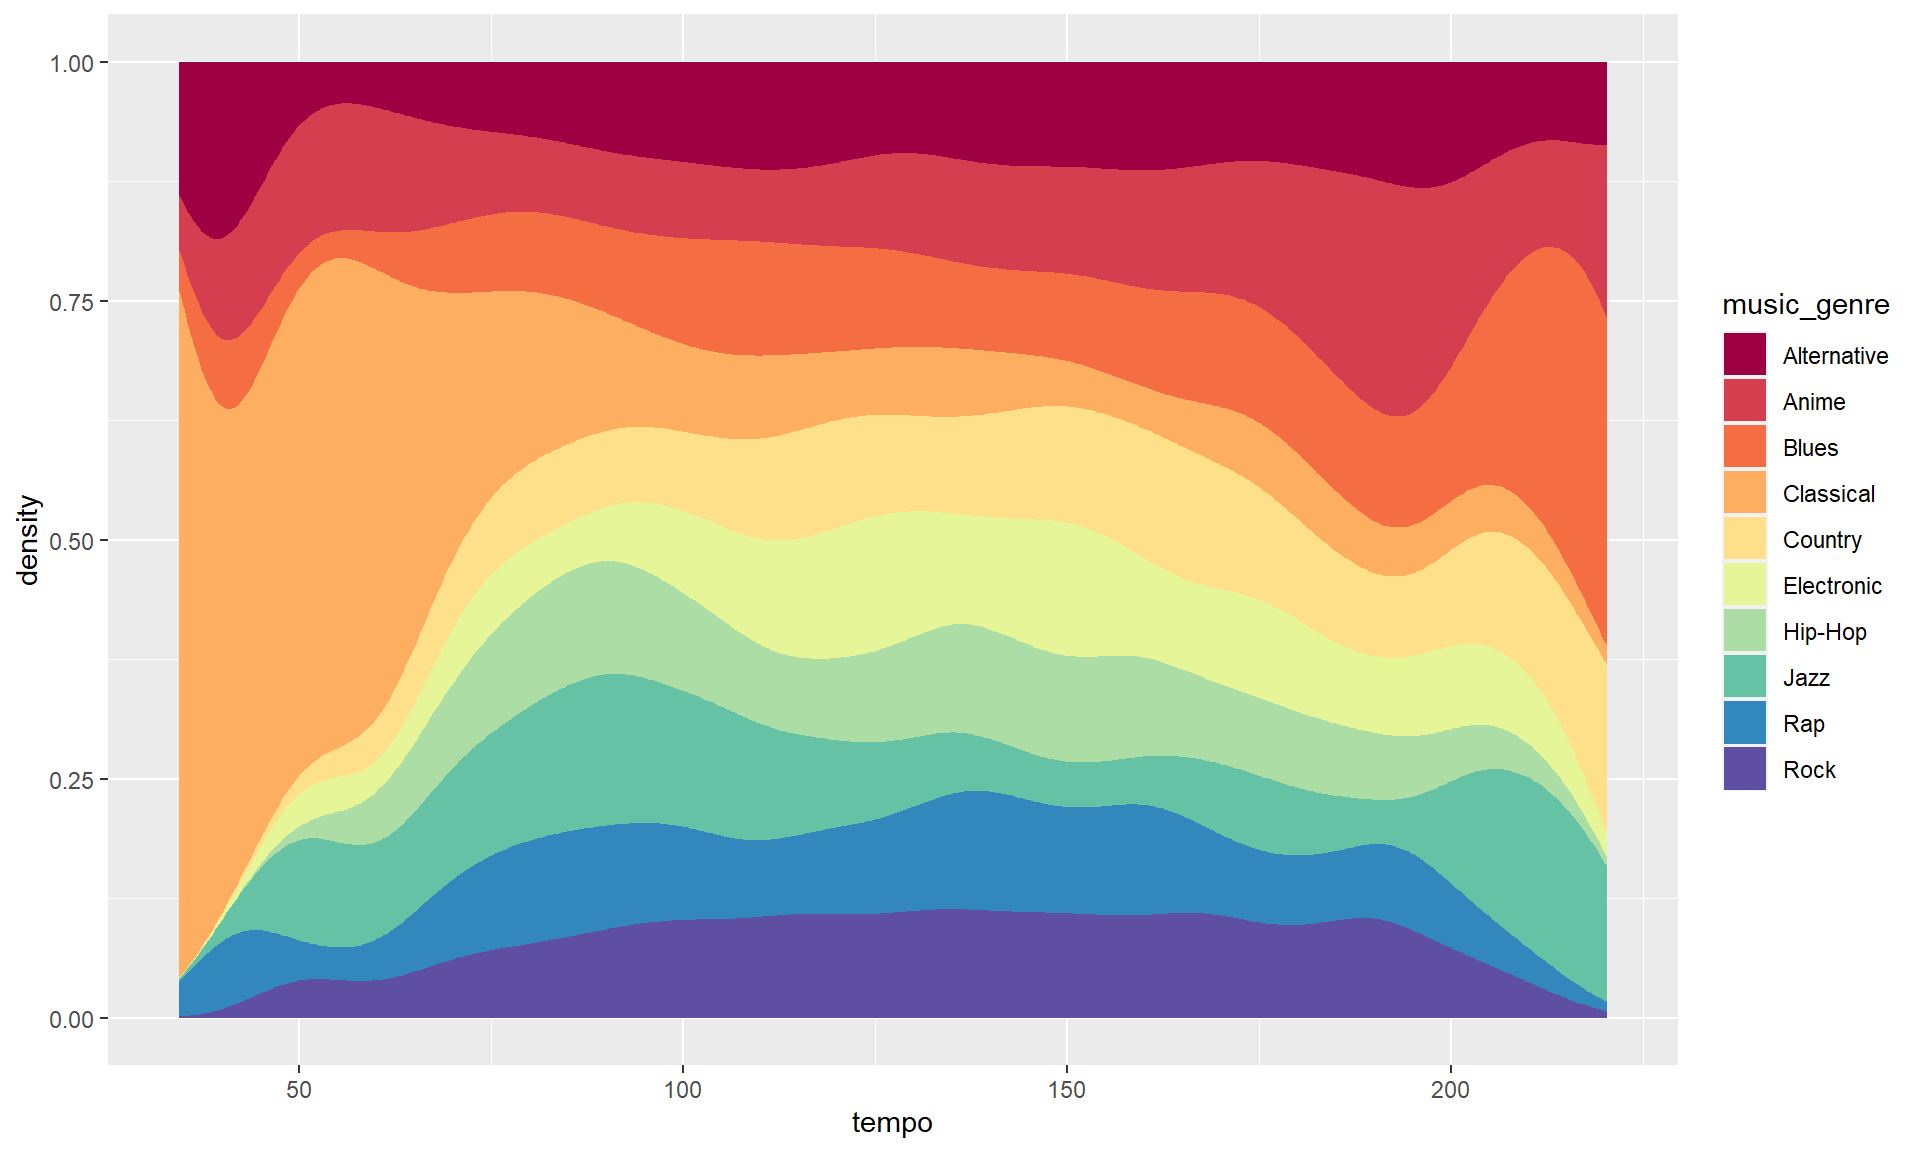 1.00
0.75
0.50
0.25
0.00
density
50 100 150 200
tempo
music_genre
Alternative
Anime
Blues
Classical
Country
Electronic
Hip-Hop
Jazz
Rap
Rock